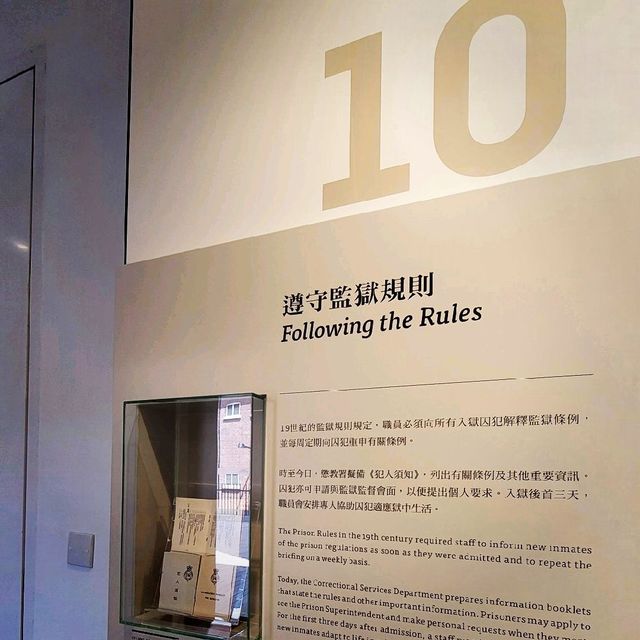 10
遵守監獄規則
Following the Rules
19世紀的監獄規則規定，職員必須向所有入獄囚犯解釋監獄條例，
並每周定期向囚犯重申有關條例。
時至今日，懲教署擬備《犯人須知》，列出有關條例及其他重要資訊。
囚犯亦可申請與監獄監督會面，以便提出個人要求。入獄後首三天，
職員會安排專人協助囚犯適應獄中生活。
The Prison Rules in the 19th century required staff to inform new inmates
of the prison regulations as soon as they were admitted and to repeat the
briefing on a weekly basis.
Today, the Correctional Services Department prepares information booklets
that state the rules and other important information. Prisoners may apply to
see the Prison Superintendent and make personal requests when they
For the first three days after admission, a staff
new inmates adapt to life